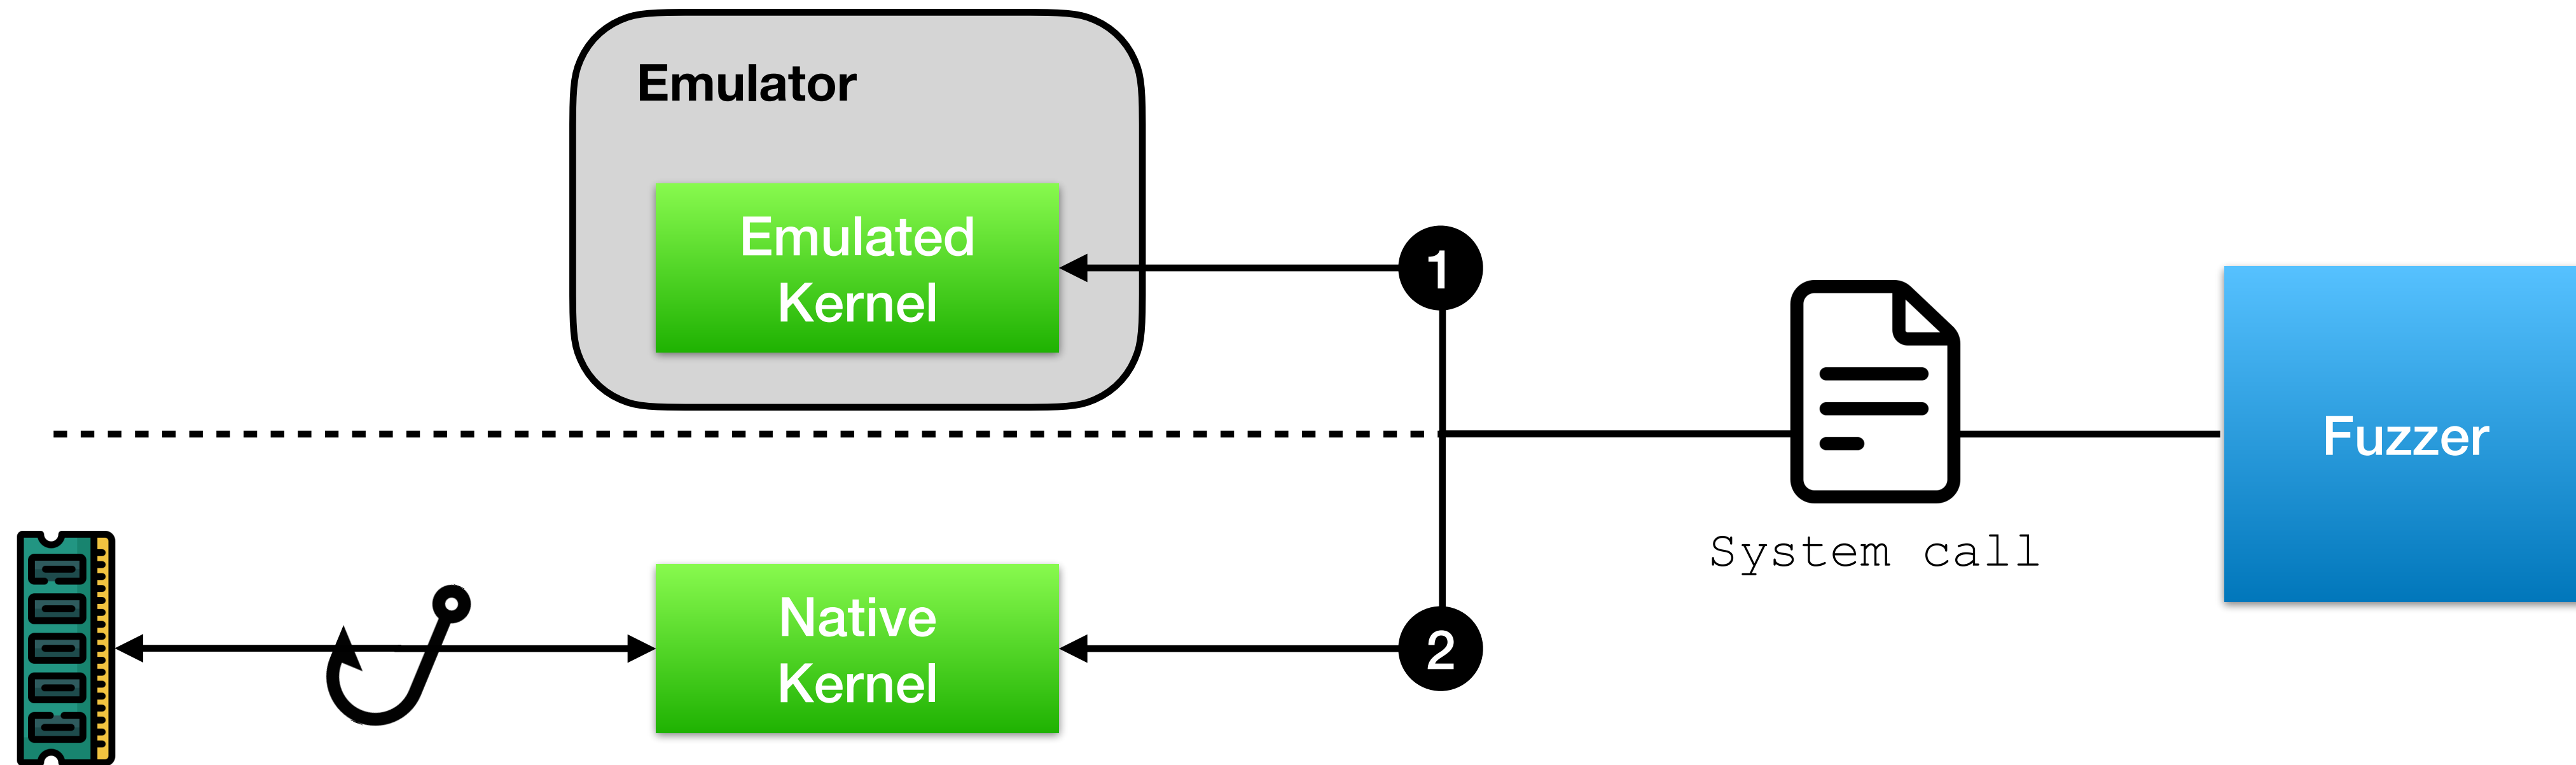 Emulator
Emulated
Kernel
1
System call
Fuzzer
Native
Kernel
2